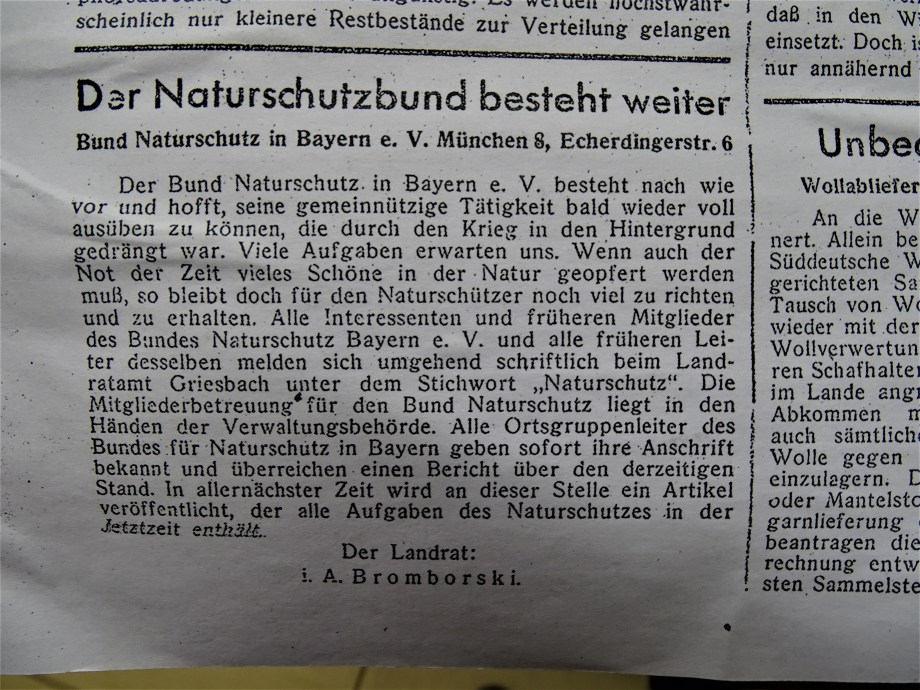 scheinlich nur kleinere Restbestände zur Verteilung gelangen
Der Naturschutzbund besteht weiter
Bund Naturschutz in Bayern e. V. München 8, Echerdingerstr. 6
Der Bund Naturschutz in Bayern e. V. besteht nach wie
vor und hofft, seine gemeinnützige Tätigkeit bald wieder voll
ausüben zu können, die durch den Krieg in den Hintergrund
gedrängt war. Viele Aufgaben erwarten uns. Wenn auch der
Not der Zeit vieles Schöne in der Natur geopfert werden
muß, so bleibt doch für den Naturschützer noch viel zu richten
und zu erhalten. Alle Interessenten und früheren Mitglieder
des Bundes Naturschutz Bayern e. V. und alle früheren Lei-
ter desselben melden sich umgehend schriftlich beim Land-
ratamt Griesbach unter dem Stichwort „Naturschutz“. Die
Mitgliederbetreuung für den Bund Naturschutz liegt in den
Händen der Verwaltungsbehörde. Alle Ortsgruppenleiter des
Bundes für Naturschutz in Bayern geben sofort ihre Anschrift
bekannt und überreichen einen Bericht über den derzeitigen
Stand. In allernächster Zeit wird an dieser Stelle ein Artikel
veröffentlicht, der alle Aufgaben des Naturschutzes in der
Jetztzeit enthält.
Der Landrat:
i. A. Bromborski.
daß in den W
einsetzt. Doch i
nur annähernd
Unbe
Wollabliefer
An die W
nert. Allein be
Süddeutsche W
gerichteten Sa
Tausch von Wo
wieder mit der
Wollverwertun
ren Schafhalter
im Lande ang
Abkommen m
auch sämtliche
Wolle gegen
einzulagern. D
oder Mantelsto
garnlieferung
beantragen die
rechnung entw
sten Sammelste